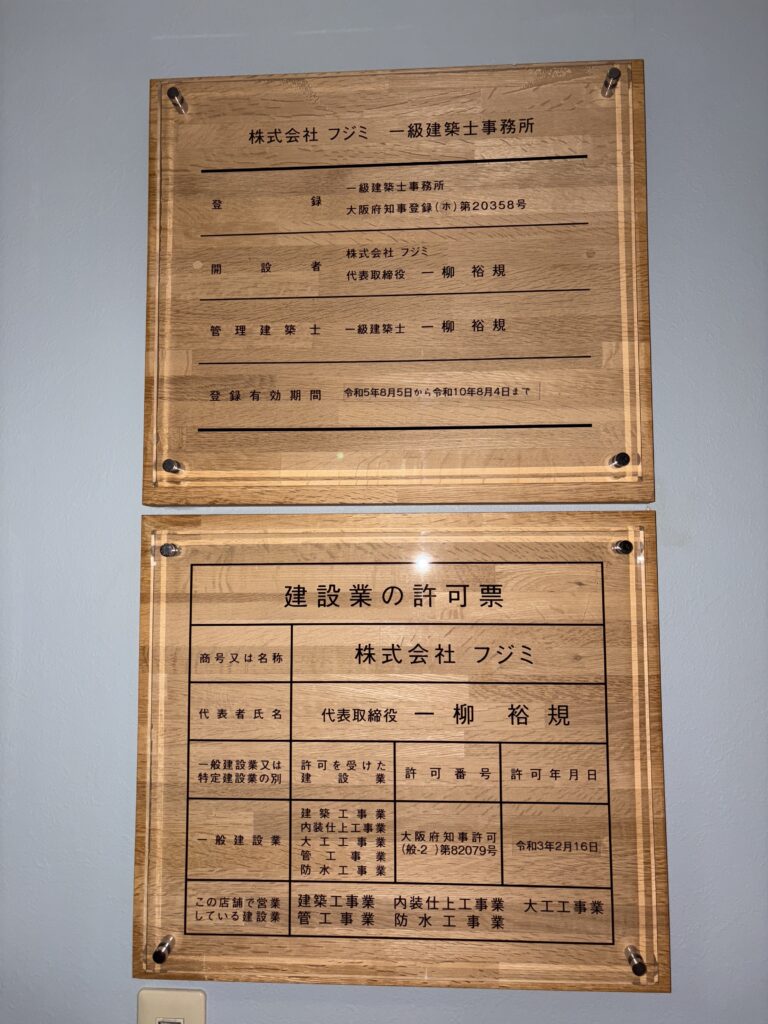 株式会社 フジミ 一級建築士事務所
登録 一級建築士事務所
大阪府知事登録(ホ)第20358号
開設者 株式会社 フジミ
代表取締役 一柳 裕規
管理建築士 一級建築士 一柳 裕規
登録有効期間 令和5年8月5日から令和10年8月4日まで
建設業の許可票
商号又は名称 株式会社 フジミ
代表者氏名 代表取締役 一柳 裕規
一般建設業又は
特定建設業の別
許可を受けた
建設業
許可番号
許可年月日
一般建設業
建築工事業
内装仕上工事業
大工工事業
管工事業
防水工事業
大阪府知事許可
(般-2 )第82079号
令和3年2月16日
この店舗で営業
している建設業
建築工事業 内装仕上工事業 大工工事業
管工事業 防水工事業